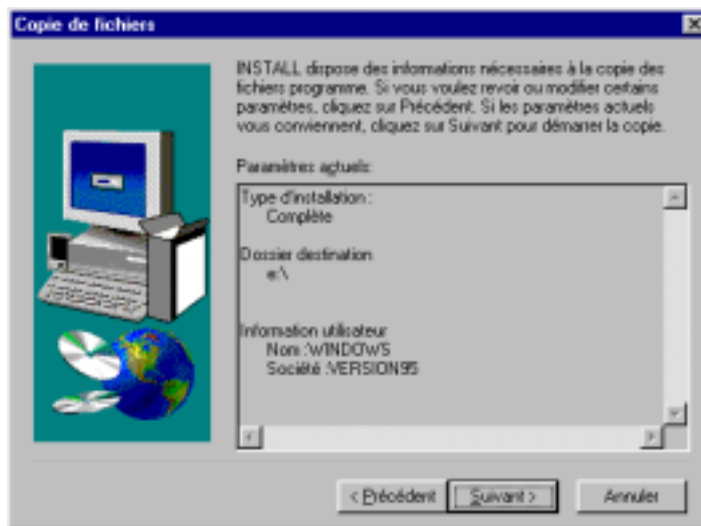 Copie de fichiers
INSTALL dispose des informations nécessaires à la copie des
fichiers programme. Si vous voulez revoir ou modifier certains
paramètres, cliquez sur Précédent. Si les paramètres actuels
vous conviennent, cliquez sur Suivant pour démarrer la copie.
Paramètres actuels:
Type d'installation :
Complète
Dossier destination
e:\
Information utilisateur
Nom :WINDOWS
Société :VERSION95
< Précédent
Suivant >
Annuler